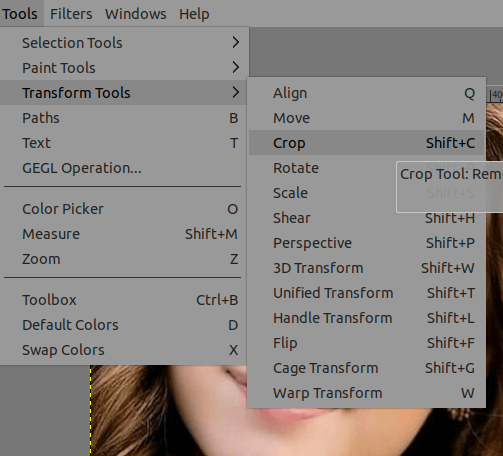 Tools Filters Windows Help
Selection Tools
Paint Tools
Transform Tools
Paths B
Text T
GEGL Operation...
Color Picker O
Measure Shift+M
Zoom Z
Toolbox Ctrl+B
Default Colors D
Swap Colors X
400
Align Q
Move M
Crop Shift+C
Rotate
Crop Tool: Rem
Scale Shift+S
Shear Shift+H
Perspective Shift+P
3D Transform Shift+W
Unified Transform Shift+T
Handle Transform Shift+L
Flip Shift+F
Cage Transform Shift+G
Warp Transform W